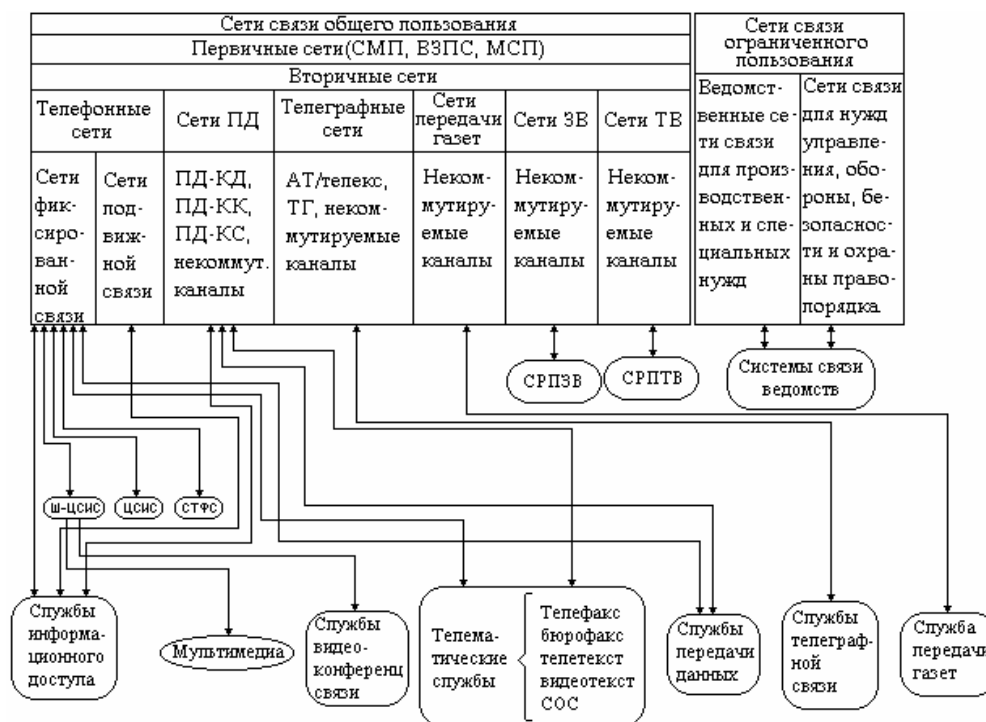 Сети связи общего пользования
Первичные сети(СМП, ВЗПС, МСП)
Вторичные сети
Телефонные
сети
Сети ПД
Телеграфные
сети
Сети
передачи
газет
Сети ЗВ
Сети ТВ
Сети
фик-
сиро-
ван-
ной
связи
Сети
под-
виж-
ной
связи
ПД-КД,
ПД-КК,
ПД-КС,
некоммут.
каналы
АТ/телекс,
ТГ, неком-
мутируемые
каналы
Неком-
мутиру-
емые
каналы
Неком-
мутиру-
емые
каналы
Неком-
мутиру-
емые
каналы
Сети связи
ограниченного
пользования
Ведомст-
венные се-
ти связи
для произ-
водствен-
ных и спе-
циальных
нужд
Сети связи
для нужд
управле-
ния, обо-
роны, бе-
зопаснос-
ти и охра-
ны право-
порядка
СРПЗВ
СРПТВ
Системы связи
ведомств
Ш-ЦСИС
ЦСИС
СТФС
Службы
информа-
ционного
доступа
Мультимедиа
Службы
видео-
конференц
связи
Телема-
тические
службы
Телефакс
бюрофакс
телетекст
видеотекст
СОС
Службы
передачи
данных
Службы
телеграф-
ной
связи
Служба
передачи
газет